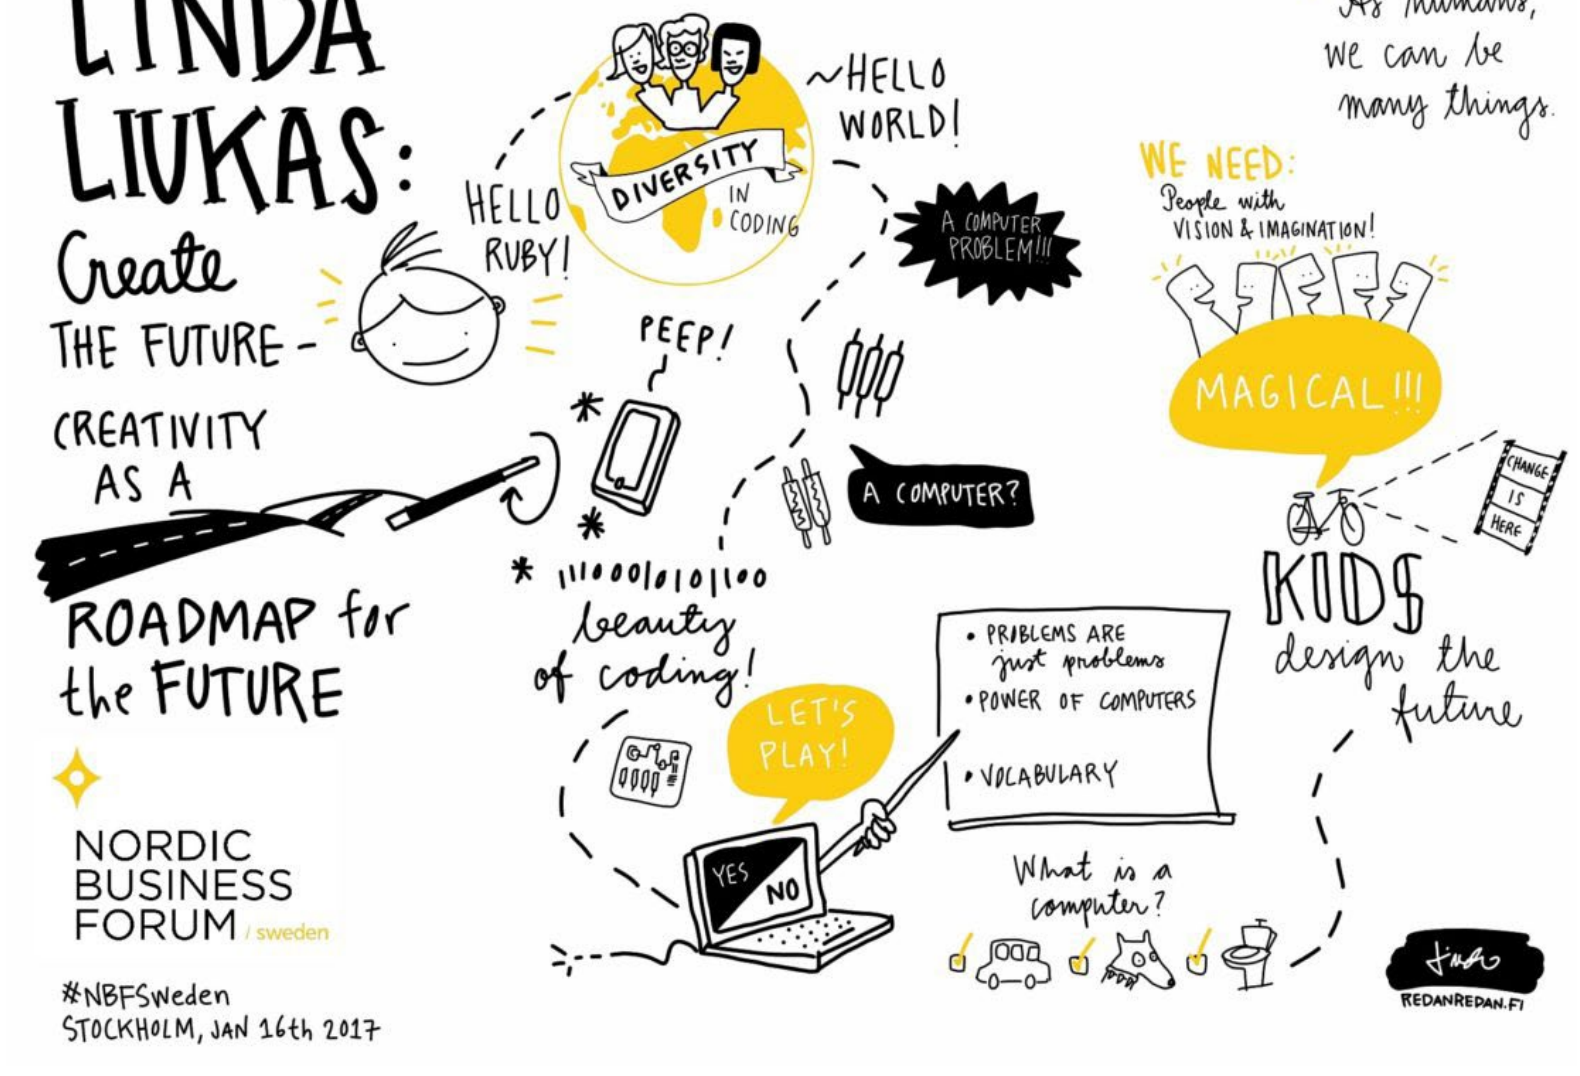 LINDA
LIUKAS:
Create
THE FUTURE -
CREATIVITY
AS A
ROADMAP for
the FUTURE
NORDIC
BUSINESS
FORUM / sweden
#NBFSWeden
STOCKHOLM, JAN 16th 2017
HELLO
RUBY!
DIVERSITY
IN
CODING
~HELLO
WORLD!
A COMPUTER
PROBLEM!!!
PEEP!
A COMPUTER?
11100010101100
beauty
of coding!
LET'S
PLAY!
YES
NO
• PROBLEMS ARE
just problems
• POWER OF COMPUTERS
• VOCABULARY
What is a
computer?
As humans,
we can be
many things.
WE NEED:
People with
VISION & IMAGINATION!
MAGICAL!!!
CHANGE
IS
HERE
KIDS
design the
future
REDANREDAN.FI